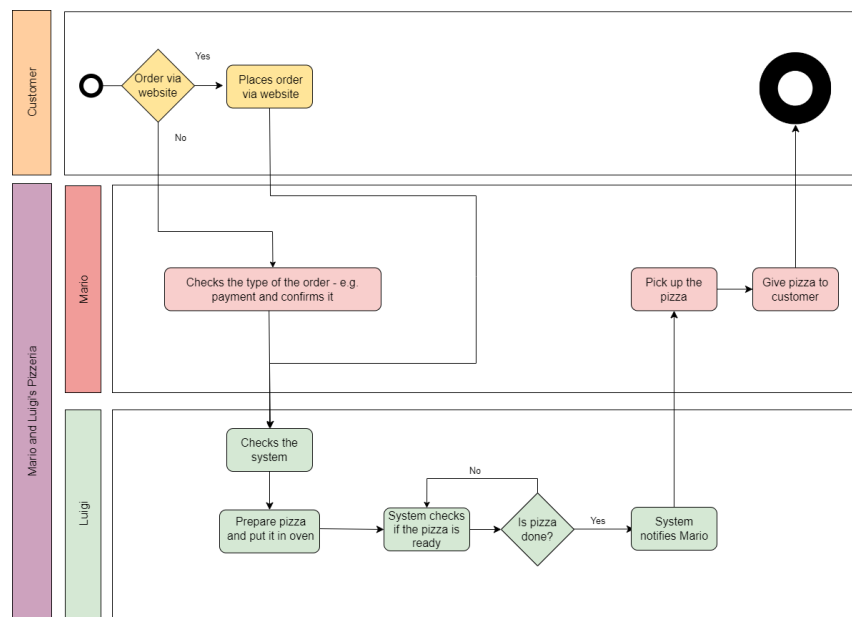 Customer
Order via
website
Yes
Places order
via website
No
Mario and Luigi's Pizzeria
Mario
Checks the type of the order - e.g.
payment and confirms it
Pick up the
pizza
Give pizza to
customer
Luigi
Checks the
system
Prepare pizza
and put it in oven
System checks
if the pizza is
ready
No
Is pizza
done?
Yes
System
notifies Mario